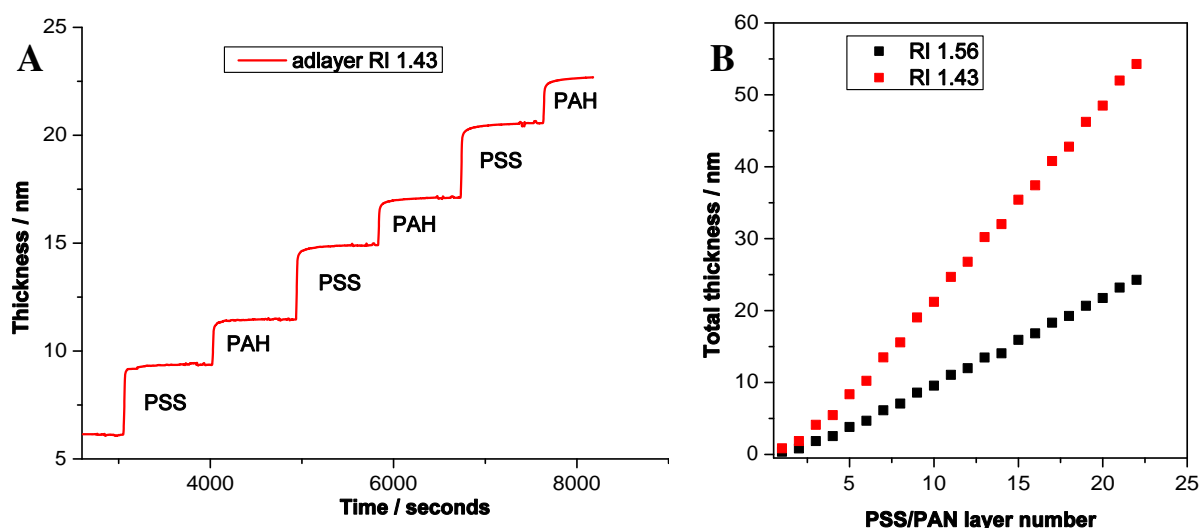 A
adlayer RI 1.43
Thickness / nm
25
20
15
10
5
PSS
PAH
PSS
PAH
PSS
PAH
4000
6000
8000
Time / seconds
B
RI 1.56
RI 1.43
Total thickness / nm
60
50
40
30
20
10
0
5
10
15
20
25
PSS/PAN layer number